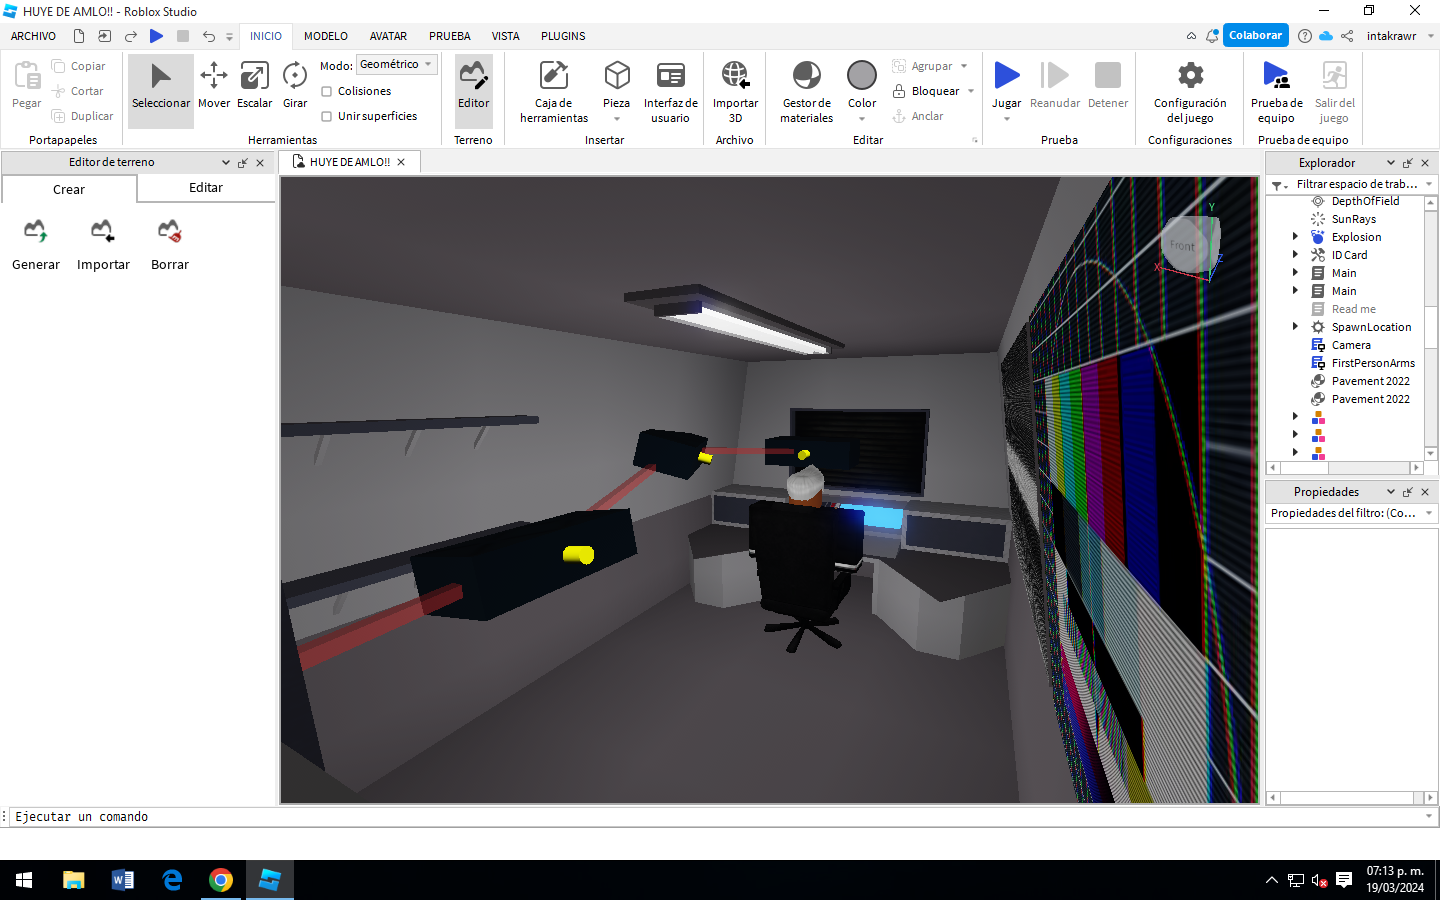 HUYE DE AMLO!! - Roblox Studio
ARCHIVO INICIO MODELO AVATAR PRUEBA VISTA PLUGINS Colaborar intakrawr
Pegar
Copiar
Cortar
Duplicar
Portapapeles
Seleccionar Mover Escalar Girar
Modo: Geométrico
Colisiones
Unir superficies
Herramientas
Editor
Terreno
Caja de herramientas
Pieza
Interfaz de usuario
Insertar
Importar 3D
Archivo
Gestor de materiales
Color
Agrupar
Bloquear
Anclar
Editar
Jugar Reanudar Detener
Prueba
Configuración del juego
Configuraciones
Prueba de equipo
Salir del juego
Prueba de equipo
Editor de terreno
Crear Editar
Generar Importar Borrar
HUYE DE AMLO!!
Y
Front
X
Z
Explorador
Filtrar espacio de trab...
DepthOfField
SunRays
Explosion
ID Card
Main
Main
Read me
SpawnLocation
Camera
FirstPersonArms
Pavement 2022
Pavement 2022
Propiedades
Propiedades del filtro: (Co...
Ejecutar un comando
07:13 p. m.
19/03/2024